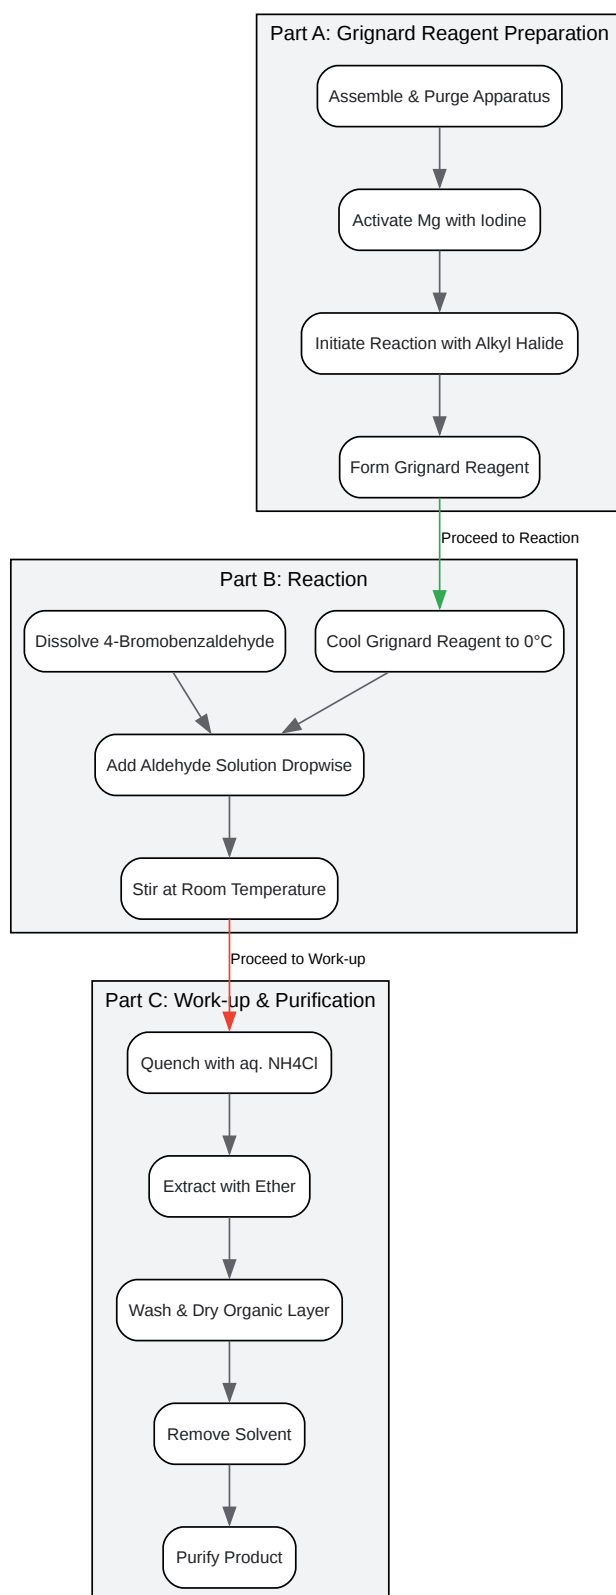 Part A: Grignard Reagent Preparation
Assemble & Purge Apparatus
Activate Mg with Iodine
Initiate Reaction with Alkyl Halide
Form Grignard Reagent
Proceed to Reaction
Part B: Reaction
Dissolve 4-Bromobenzaldehyde
Cool Grignard Reagent to 0°C
Add Aldehyde Solution Dropwise
Stir at Room Temperature
Proceed to Work-up
Part C: Work-up & Purification
Quench with aq. NH4Cl
Extract with Ether
Wash & Dry Organic Layer
Remove Solvent
Purify Product